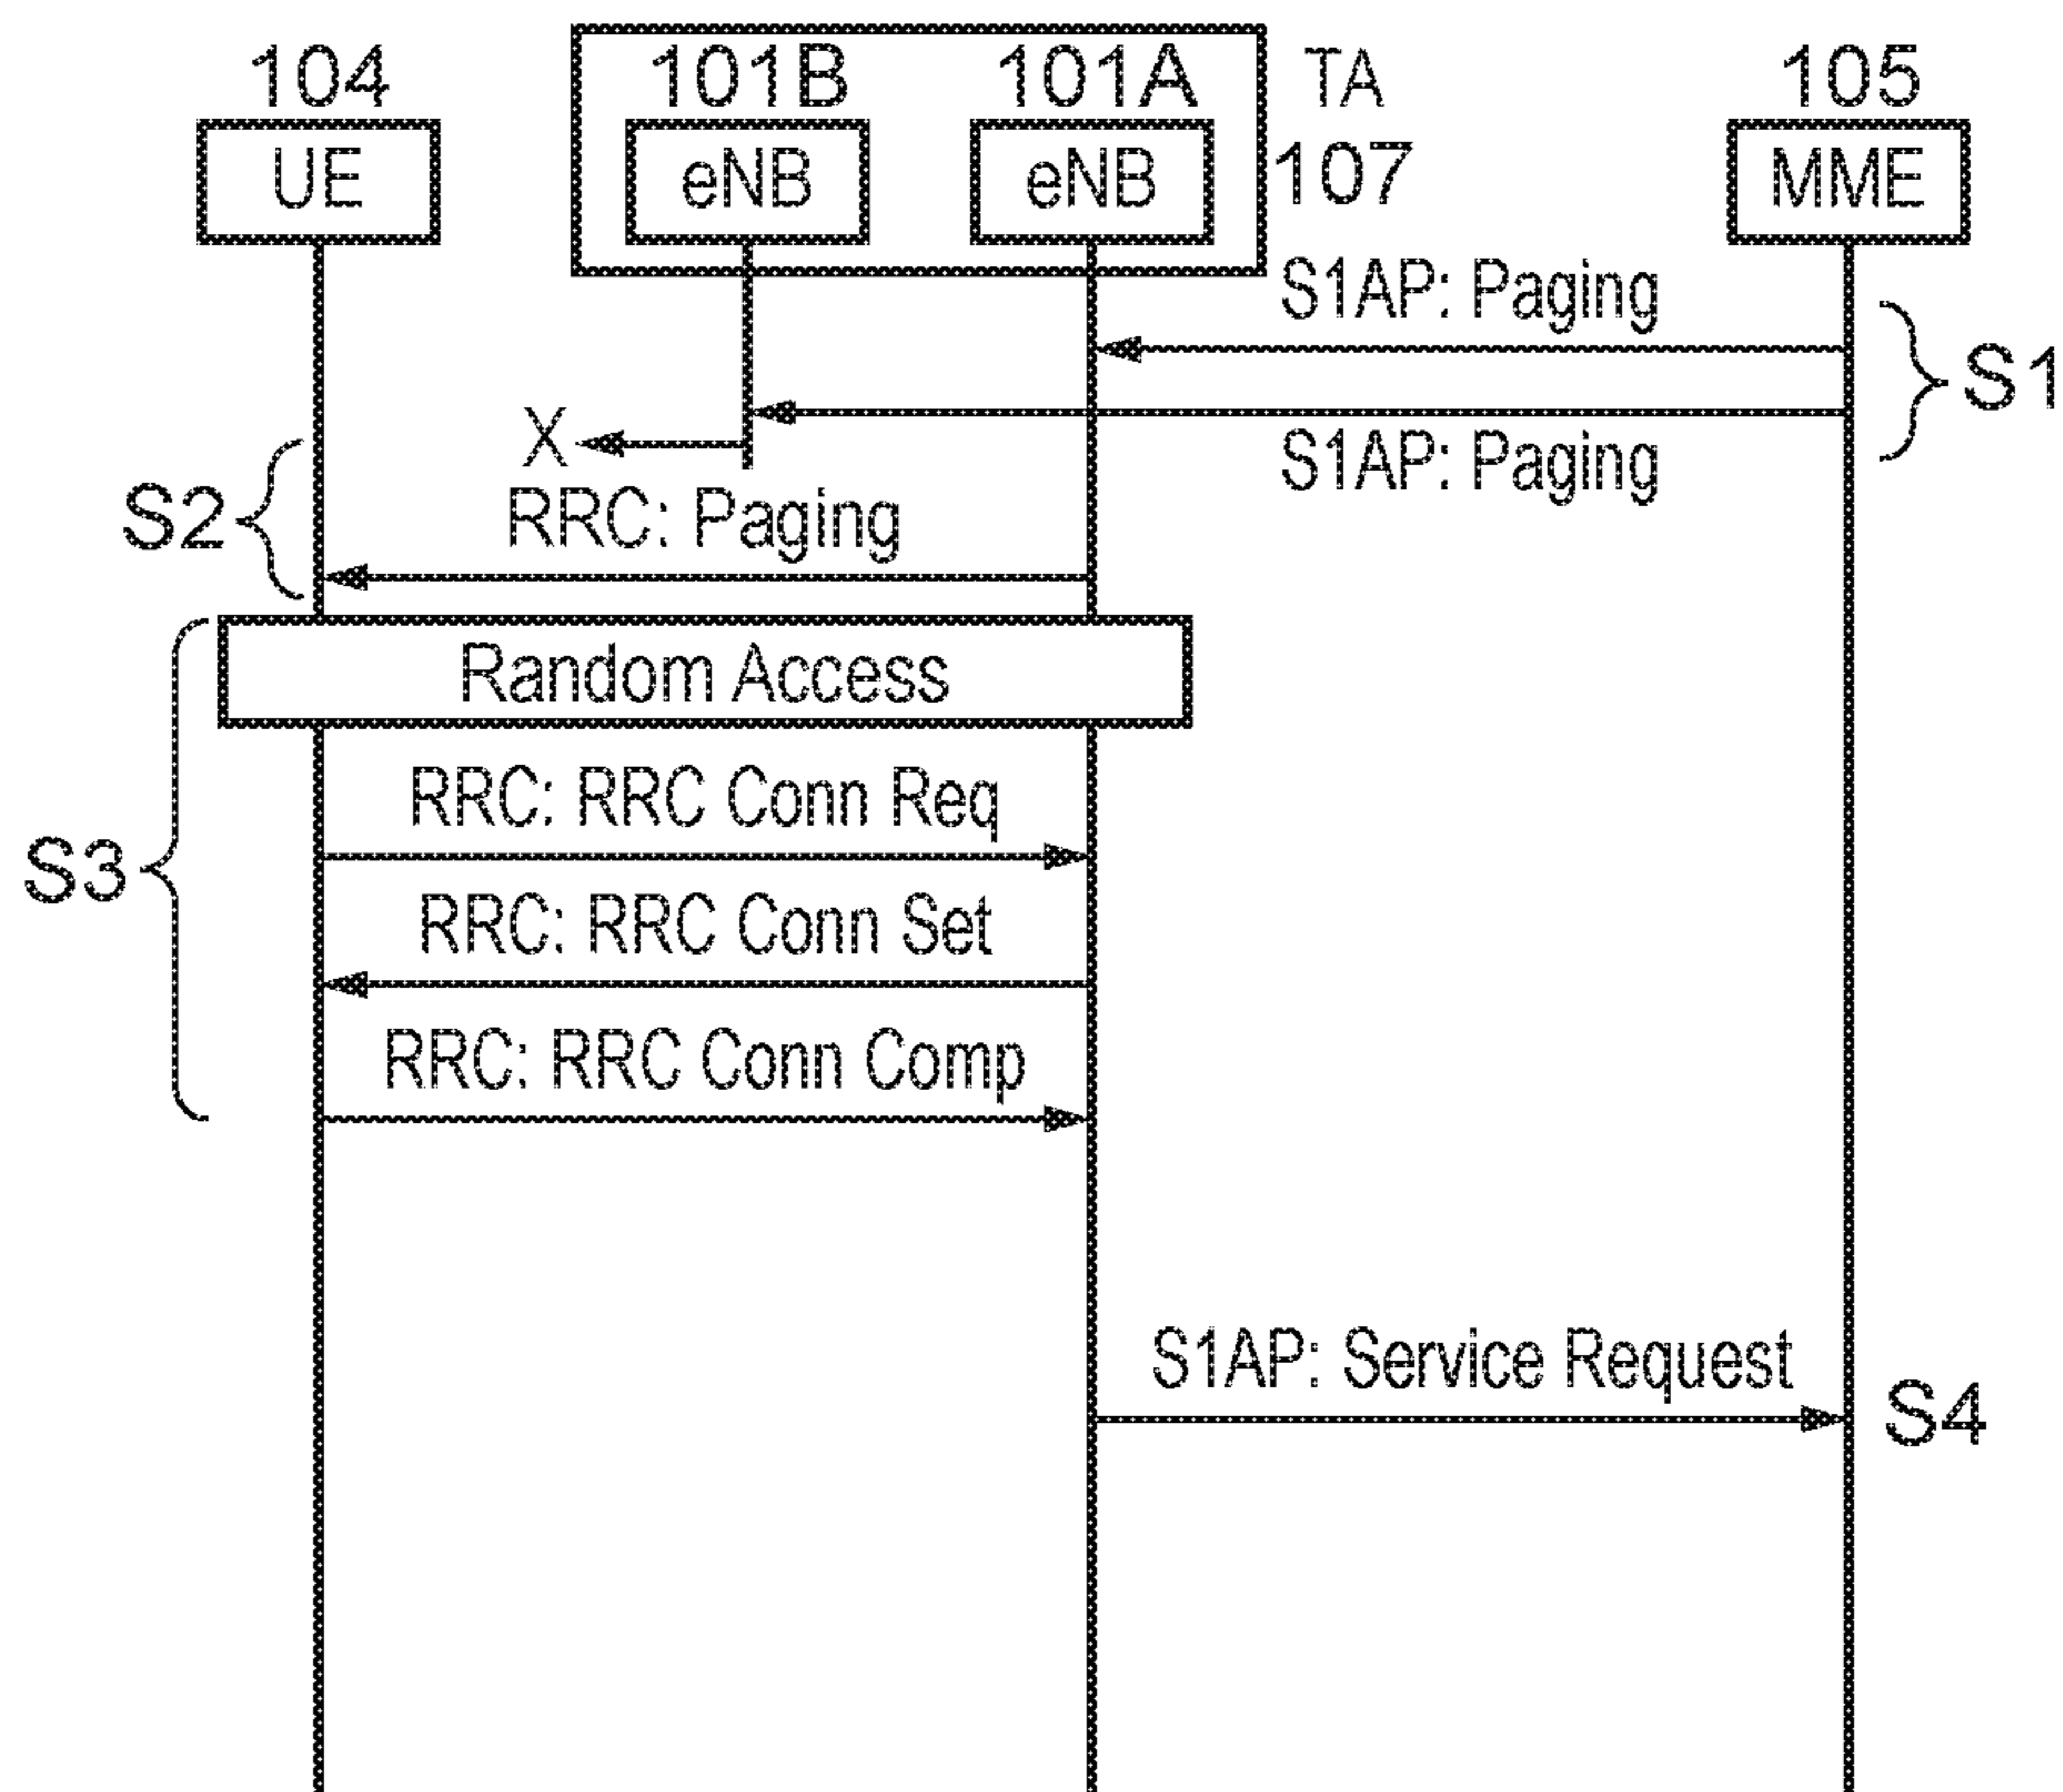 104
101B
101A
TA
105
UE
eNB
eNB
107
MME
S1AP: Paging
S1
X
S1AP: Paging
S2
RRC: Paging
Random Access
RRC: RRC Conn Req
S3
RRC: RRC Conn Set
RRC: RRC Conn Comp
S1AP: Service Request
S4